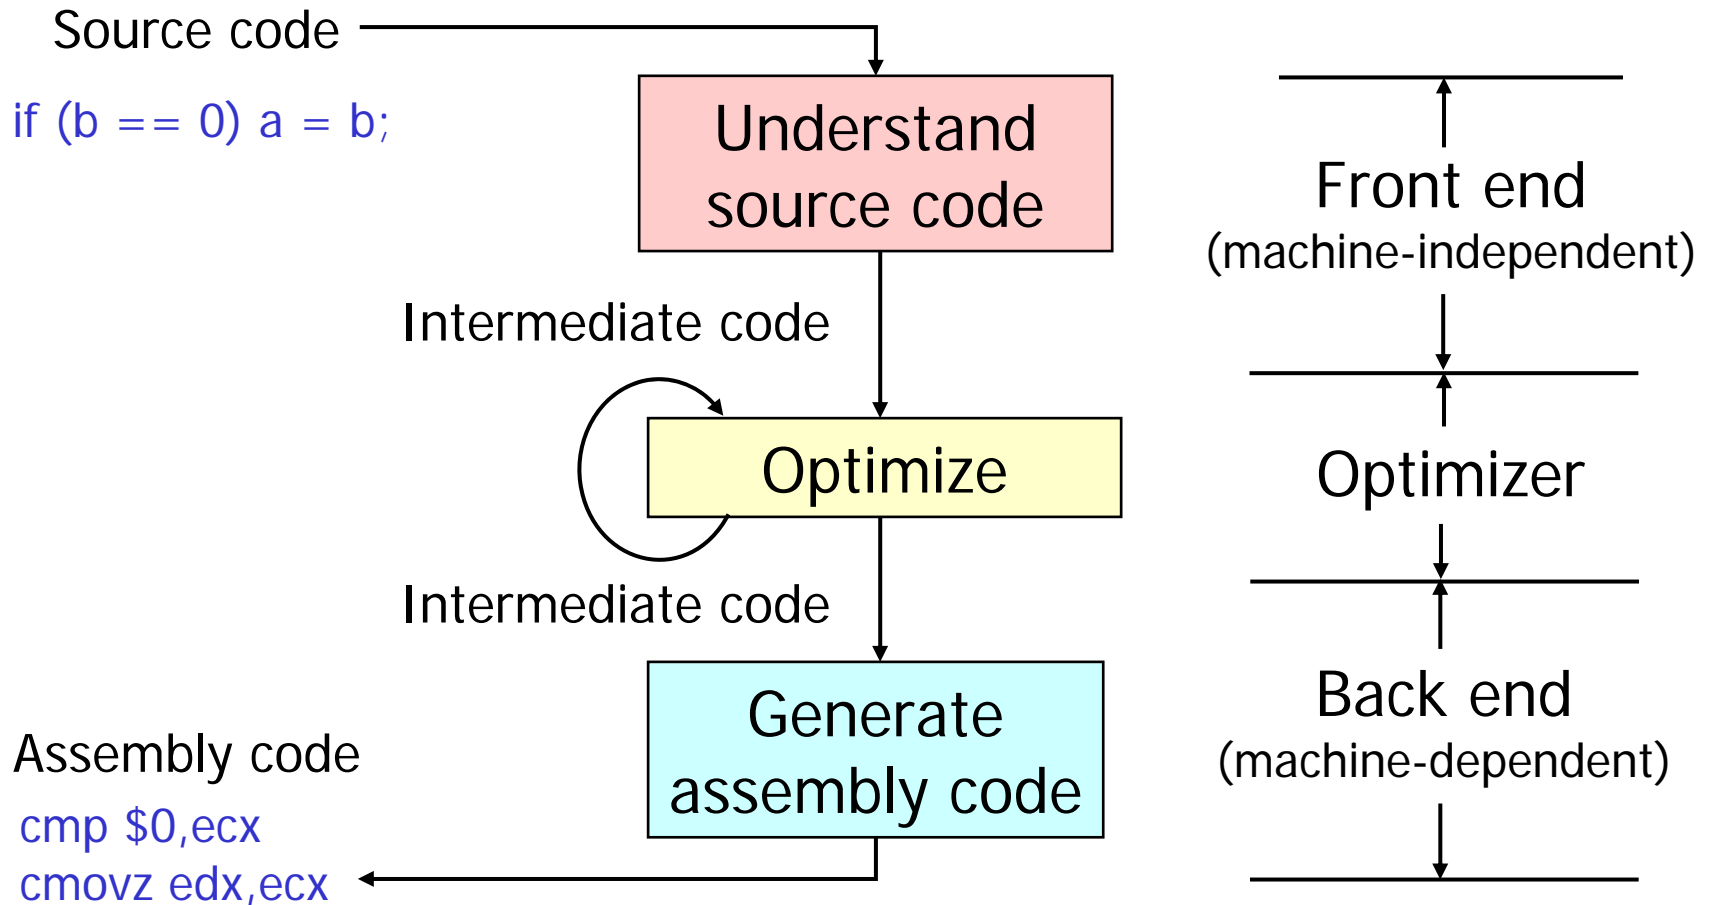 Source code
if (b == 0) a = b;
Understand
source code
Front end
(machine-independent)
Intermediate code
Optimize
Optimizer
Intermediate code
Generate
assembly code
Back end
(machine-dependent)
Assembly code
cmp $0,ecx
cmovz edx,ecx